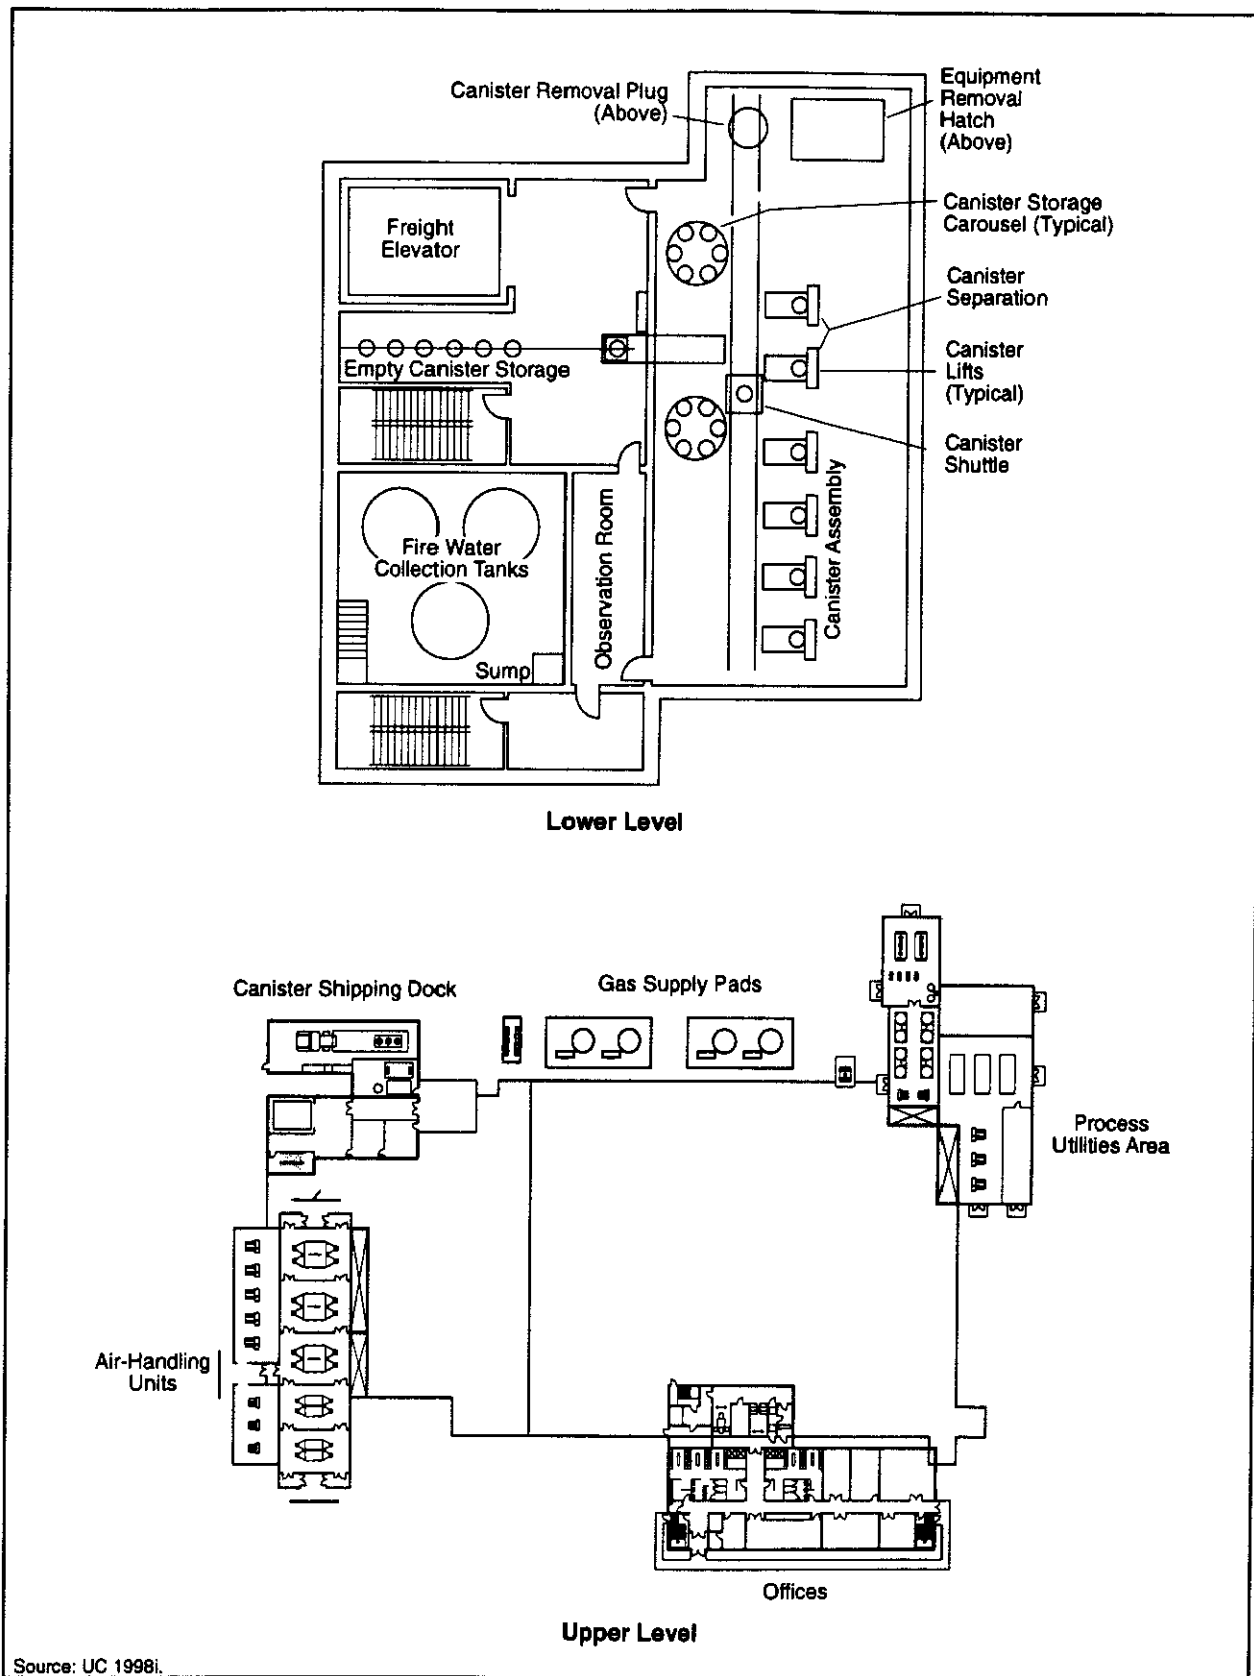 Canister Removal Plug
(Above)
Equipment
Removal
Hatch
(Above)
Freight
Elevator
Canister Storage
Carousel (Typical)
Canister
Separation
Empty Canister Storage
Canister
Lifts
(Typical)
Canister
Shuttle
Fire Water
Collection Tanks
Observation Room
Canister Assembly
Sump
Lower Level
Canister Shipping Dock
Gas Supply Pads
Process
Utilities Area
Air-Handling
Units
Offices
Upper Level
Source: UC 1998i.